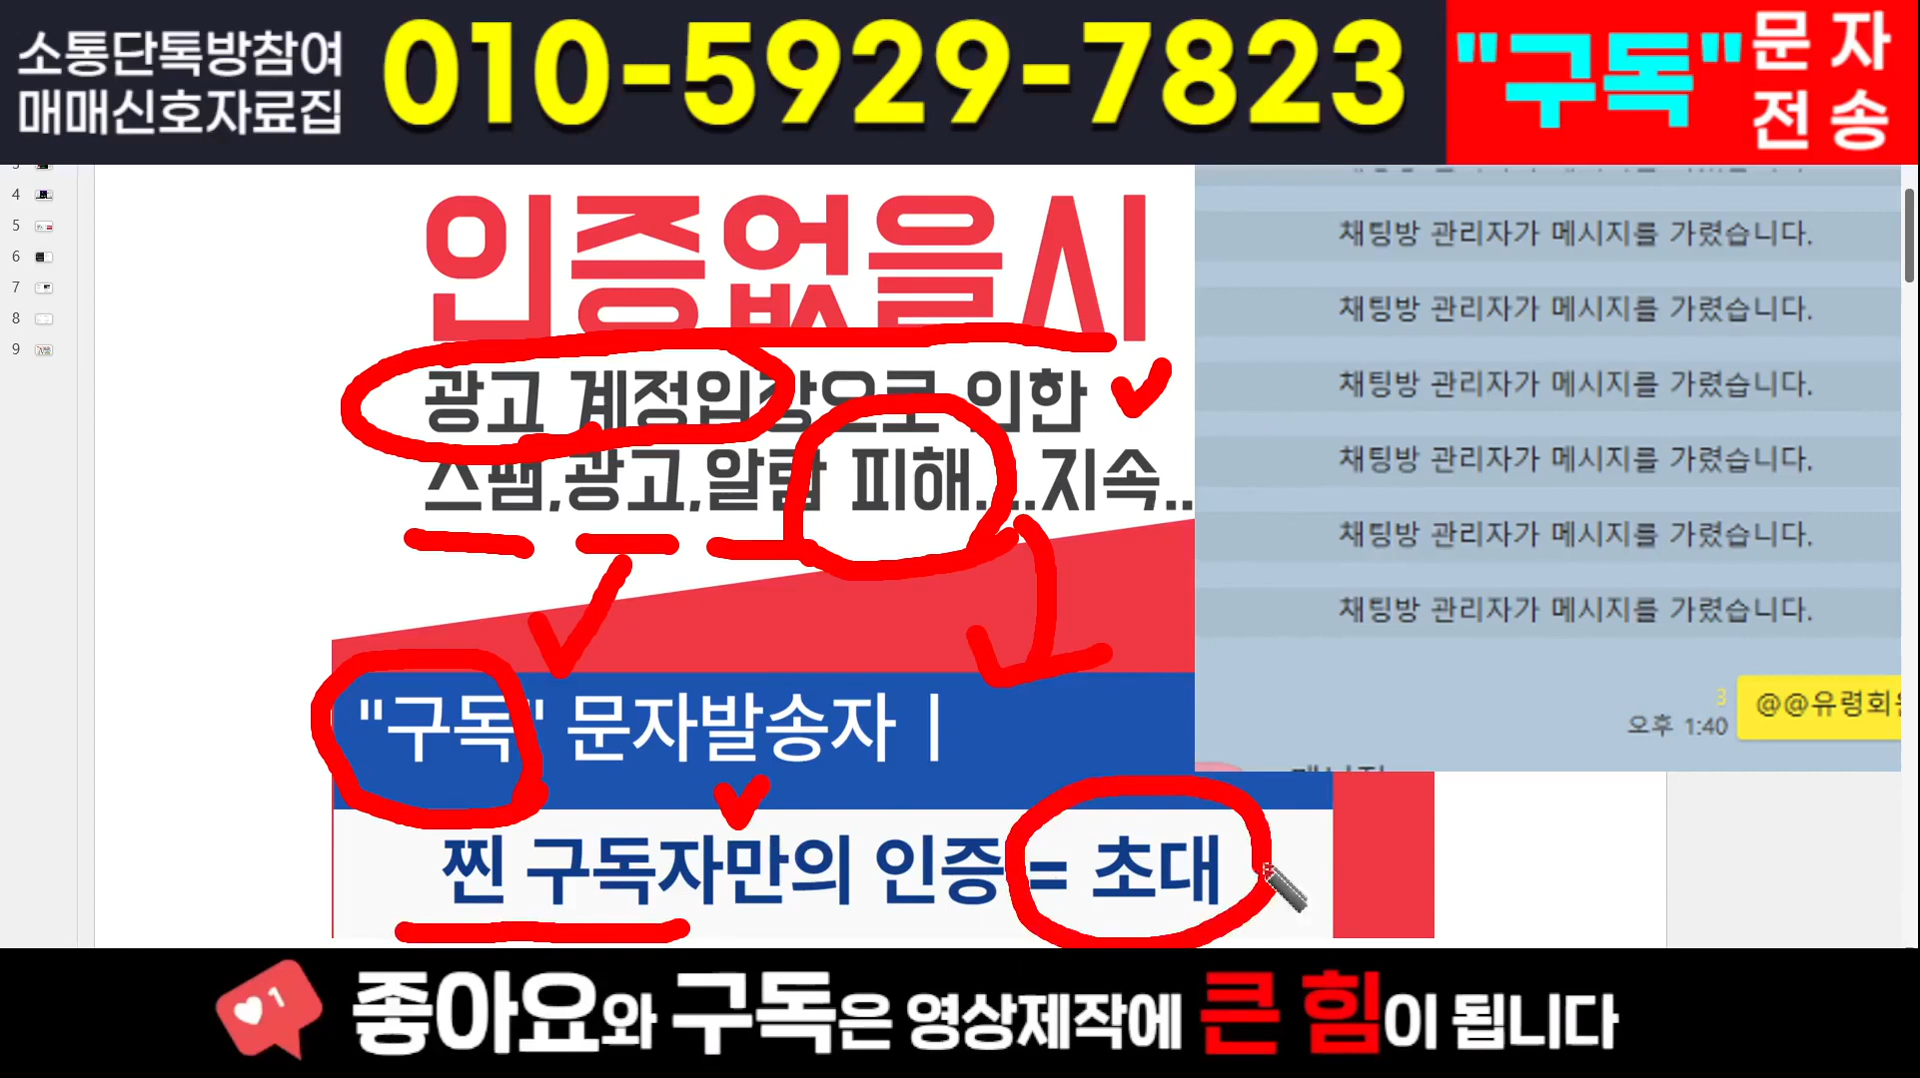 소통단톡방참여
매매신호자료집
010-5929-7823
"구독"
문자
전송
4
5
6
7
8
9
인증없을시
광고 계정입장으로 인한
스팸,광고,알람 피해....지속..
"구독" 문자발송자 |
찐 구독자만의 인증 = 초대
채팅방 관리자가 메시지를 가렸습니다.
채팅방 관리자가 메시지를 가렸습니다.
채팅방 관리자가 메시지를 가렸습니다.
채팅방 관리자가 메시지를 가렸습니다.
채팅방 관리자가 메시지를 가렸습니다.
채팅방 관리자가 메시지를 가렸습니다.
3
오후 1:40
@@유령회
1
좋아요와 구독은 영상제작에 큰 힘이 됩니다